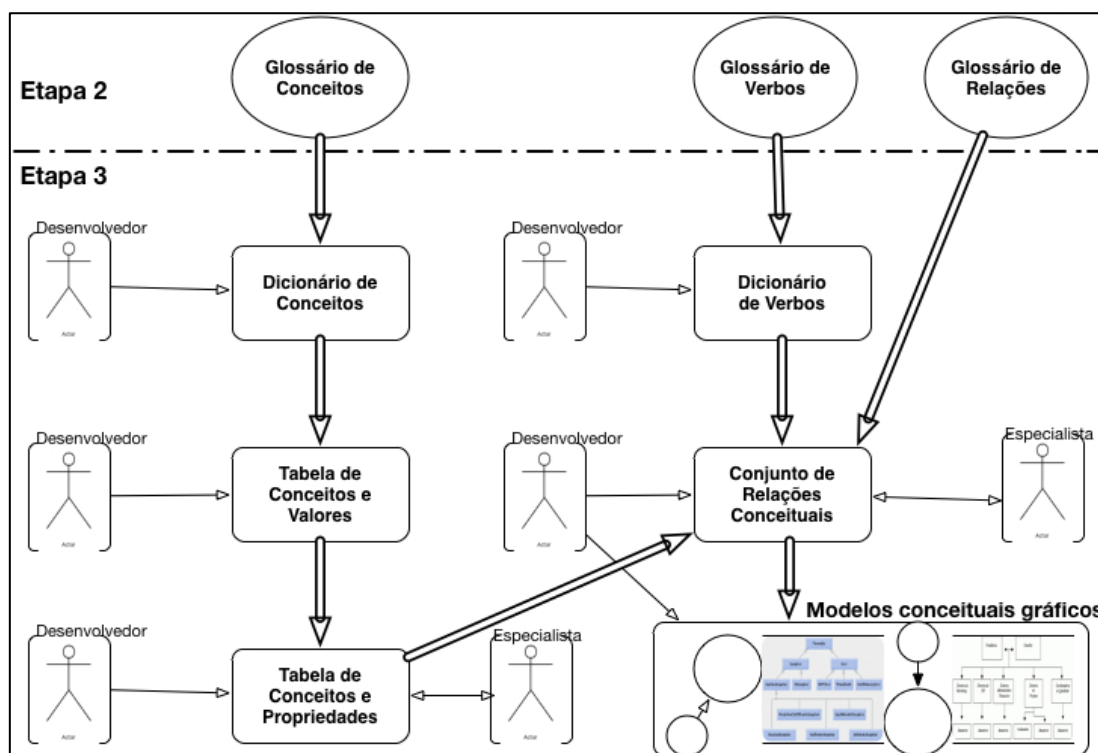 Glossário de
Conceitos
Glossário de
Verbos
Glossário de
Relações
Etapa 2
Etapa 3
Desenvolvedor
Actor
Dicionário de
Conceitos
Desenvolvedor
Actor
Dicionário
de Verbos
Desenvolvedor
Actor
Tabela de
Conceitos e
Valores
Desenvolvedor
Actor
Conjunto de
Relações
Conceituais
Especialista
Actor
Desenvolvedor
Actor
Tabela de
Conceitos e
Propriedades
Especialista
Actor
Modelos conceituais gráficos